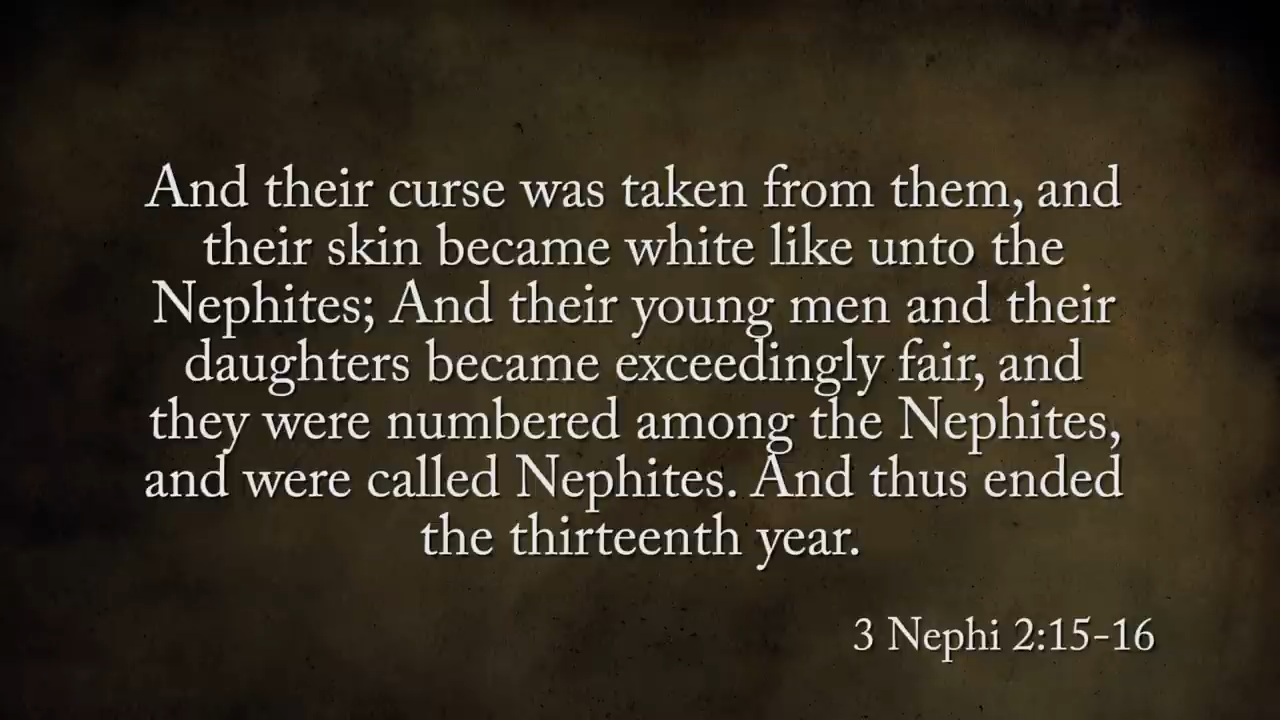 And their curse was taken from them, and
their skin became white like unto the
Nephites; And their young men and their
daughters became exceedingly fair, and
they were numbered among the Nephites,
and were called Nephites. And thus ended
the thirteenth year.
3 Nephi 2:15-16